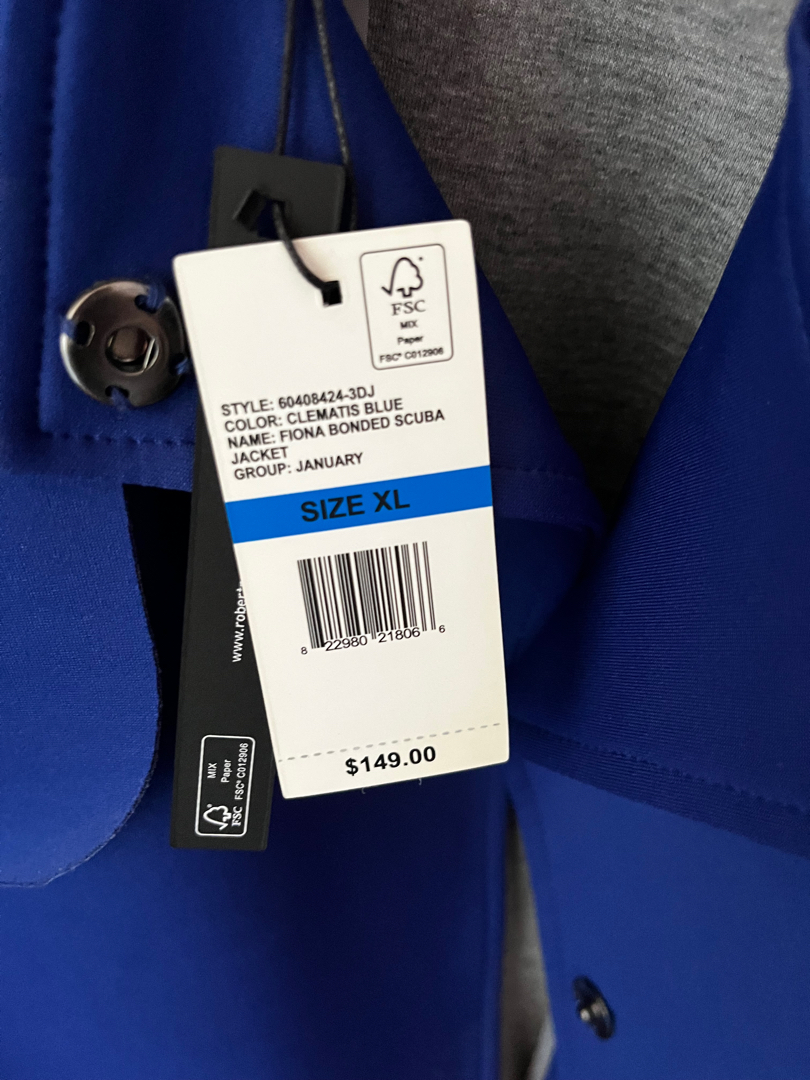 FSC
MIX
Paper
FSC® C012906
STYLE: 60408424-3DJ
COLOR: CLEMATIS BLUE
NAME: FIONA BONDED SCUBA
JACKET
GROUP: JANUARY
SIZE XL
8 22980 21806 6
$149.00
MIX
Paper
FSC FSC® C012906